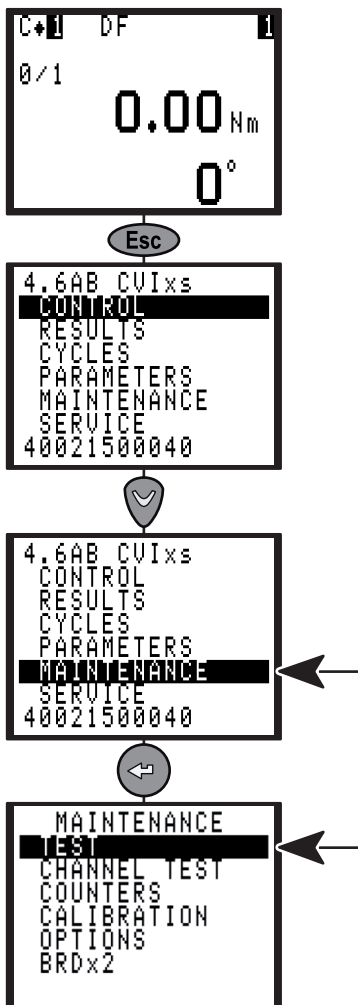 C♦1 DF 1
0/1
0.00 Nm
0°
Esc
4.6AB CVIxs
CONTROL
RESULTS
CYCLES
PARAMETERS
MAINTENANCE
SERVICE
40021500040
4.6AB CVIxs
CONTROL
RESULTS
CYCLES
PARAMETERS
MAINTENANCE
SERVICE
40021500040
MAINTENANCE
TEST
CHANNEL TEST
COUNTERS
CALIBRATION
OPTIONS
BRDx2